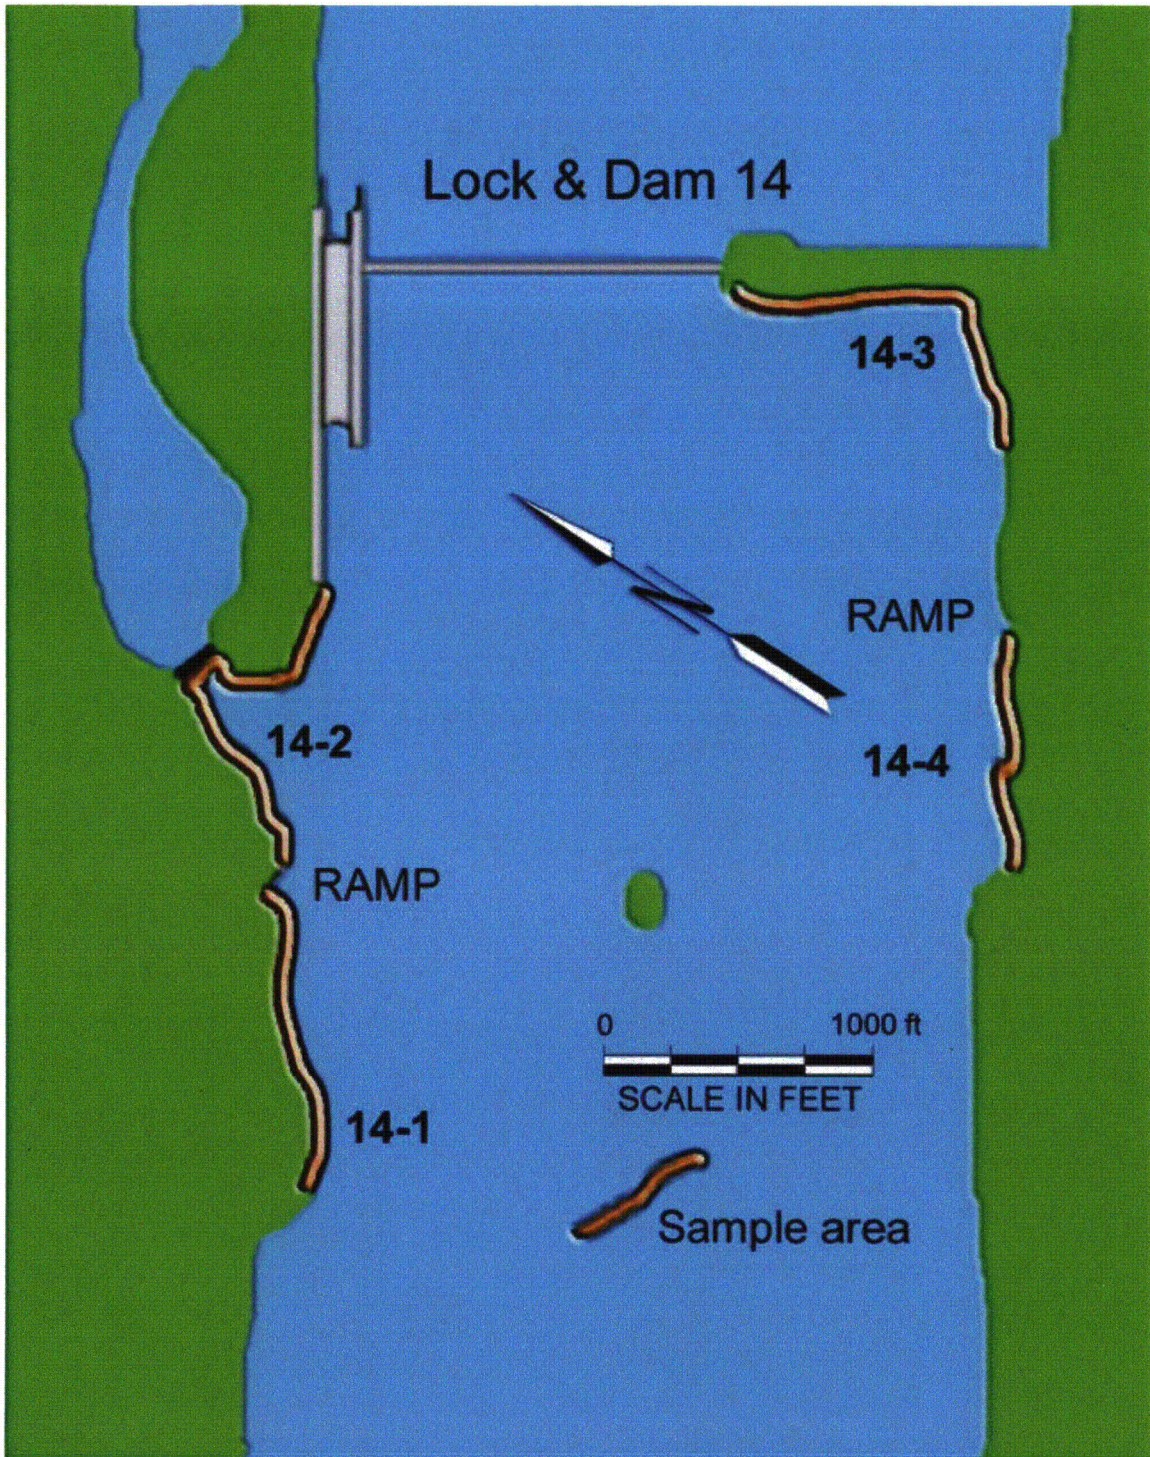 Lock & Dam 14
14-3
N
RAMP
14-2
14-4
RAMP
0 1000 ft
SCALE IN FEET
14-1
Sample area